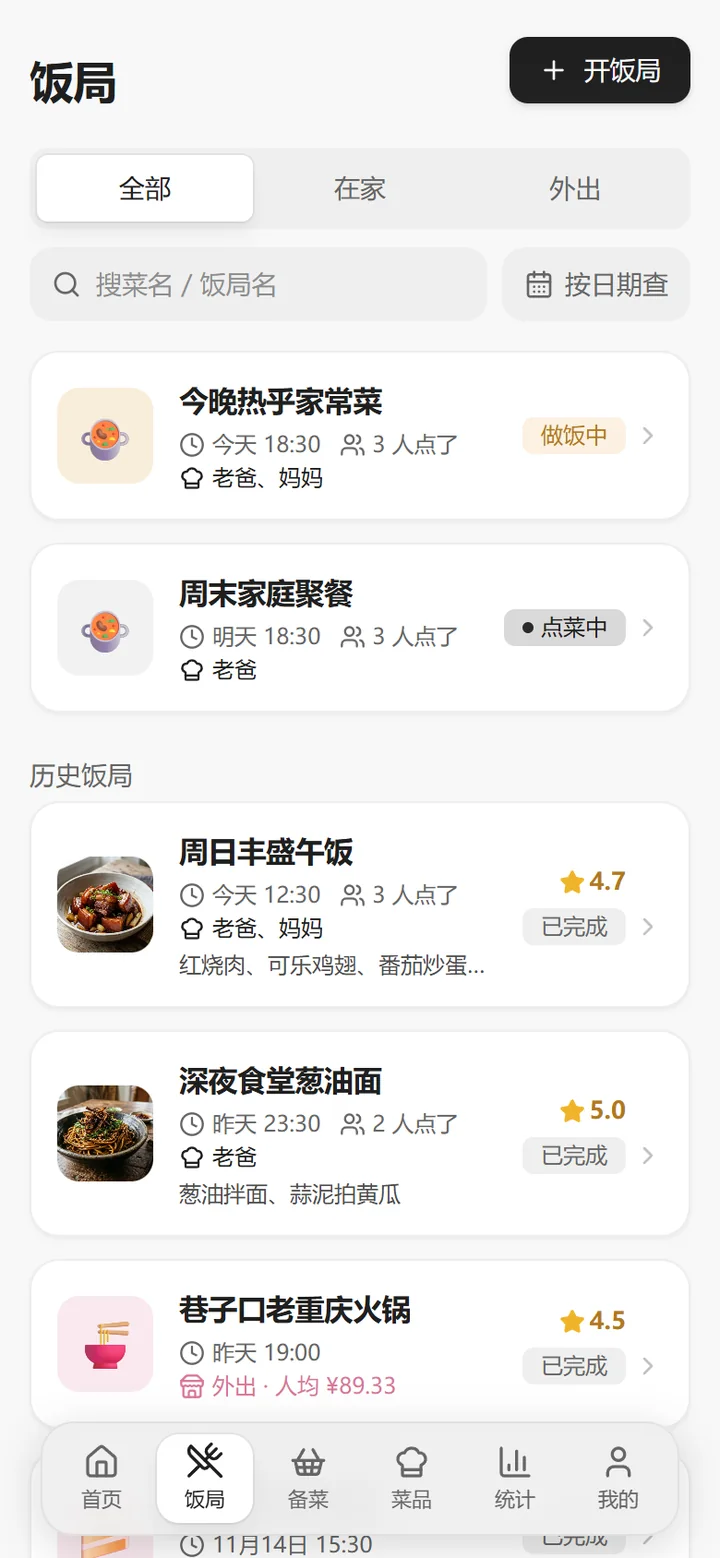 饭局
开饭局
全部
在家
外出
搜菜名 / 饭局名
按日期查
今晚热乎家常菜
今天 18:30 3 人点了
老爸、妈妈
做饭中
周末家庭聚餐
明天 18:30 3 人点了
老爸
点菜中
历史饭局
周日丰盛午饭
今天 12:30 3 人点了
老爸、妈妈
红烧肉、可乐鸡翅、番茄炒蛋...
4.7
已完成
深夜食堂葱油面
昨天 23:30 2 人点了
老爸
葱油拌面、蒜泥拍黄瓜
5.0
已完成
巷子口老重庆火锅
昨天 19:00
外出 · 人均 ¥89.33
4.5
已完成
11月14日 15:30
已完成
首页
饭局
备菜
菜品
统计
我的